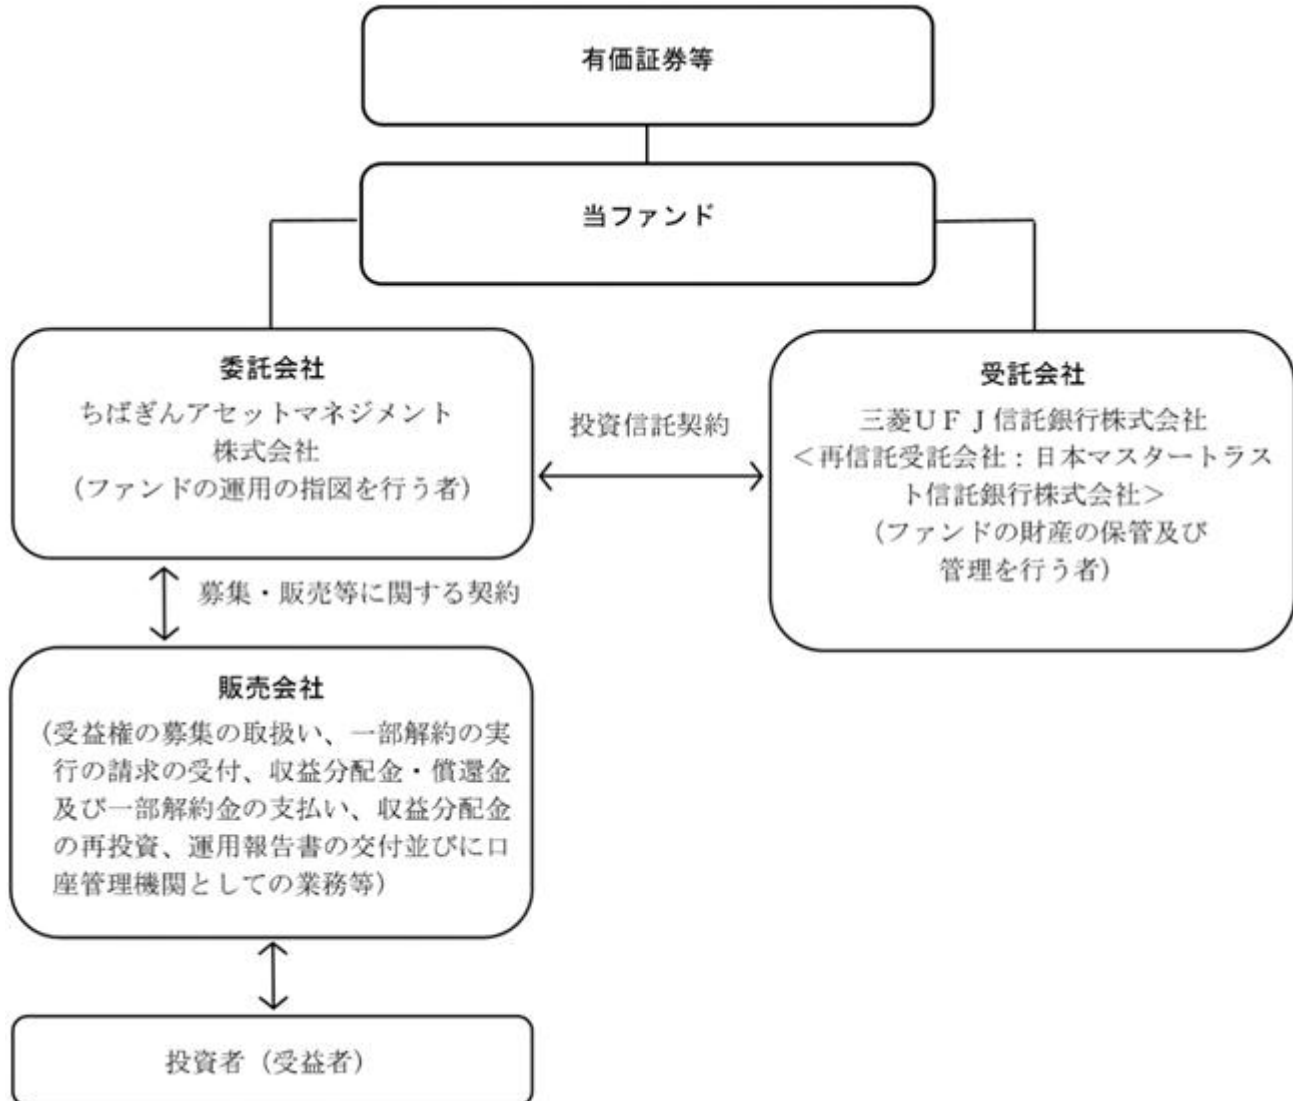 有価証券等
当ファンド
委託会社
ちばぎんアセットマネジメント
株式会社
(ファンドの運用の指図を行う者)
投資信託契約
受託会社
三菱UFJ信託銀行株式会社
<再信託受託会社:日本マスタートラス
ト信託銀行株式会社>
(ファンドの財産の保管及び
管理を行う者)
募集・販売等に関する契約
販売会社
(受益権の募集の取扱い、一部解約の実
行の請求の受付、収益分配金・償還金
及び一部解約金の支払い、収益分配金
の再投資、運用報告書の交付並びに口
座管理機関としての業務等)
投資者(受益者)